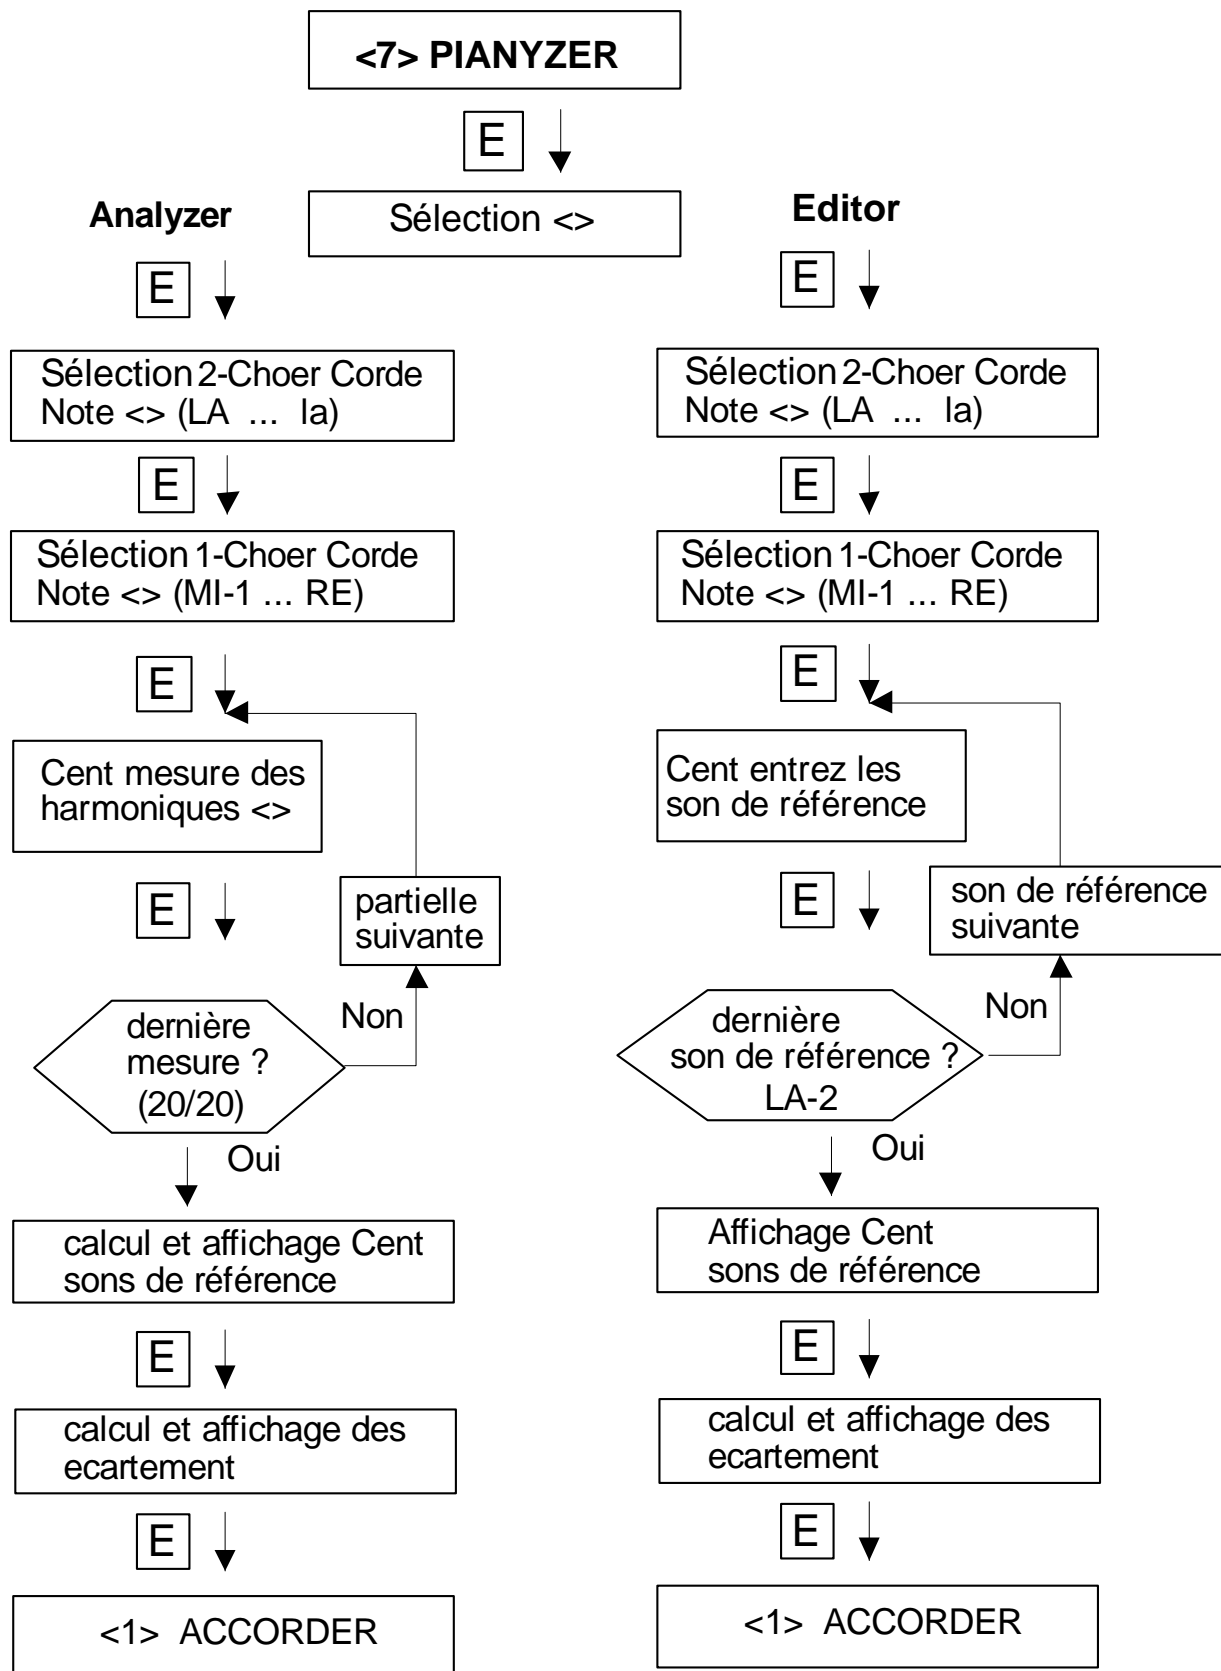 <7> PIANYZER
E
Sélection <>
Analyzer
E
Sélection 2-Choer Corde
Note <> (LA ... la)
E
Sélection 1-Choer Corde
Note <> (MI-1 ... RE)
E
Cent mesure des
harmoniques <>
E
partielle
suivante
Non
dernière
mesure ?
(20/20)
Oui
calcul et affichage Cent
sons de référence
E
calcul et affichage des
ecartement
E
<1> ACCORDER
Editor
E
Sélection 2-Choer Corde
Note <> (LA ... la)
E
Sélection 1-Choer Corde
Note <> (MI-1 ... RE)
E
Cent entrez les
son de référence
E
son de référence
suivante
Non
dernière
son de référence ?
LA-2
Oui
Affichage Cent
sons de référence
E
calcul et affichage des
ecartement
E
<1> ACCORDER